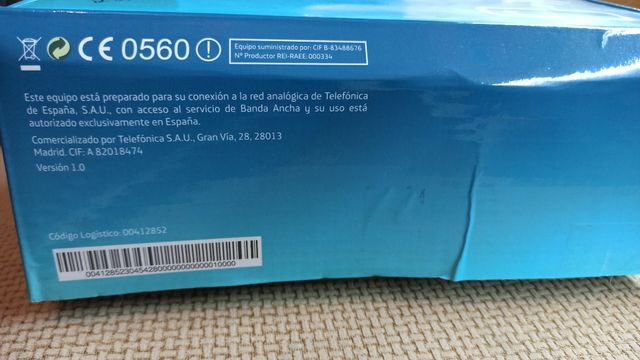 CE 0560
Equipo suministrado por: CIF B-83488676
Nº Productor REI-RAEE: 000334
Este equipo está preparado para su conexión a la red analógica de Telefónica
de España, S.A.U., con acceso al servicio de Banda Ancha y su uso está
autorizado exclusivamente en España.
Comercializado por Telefónica S.A.U., Gran Vía, 28, 28013
Madrid. CIF: A 82018474
Versión 1.0
Código Logístico: 00412852